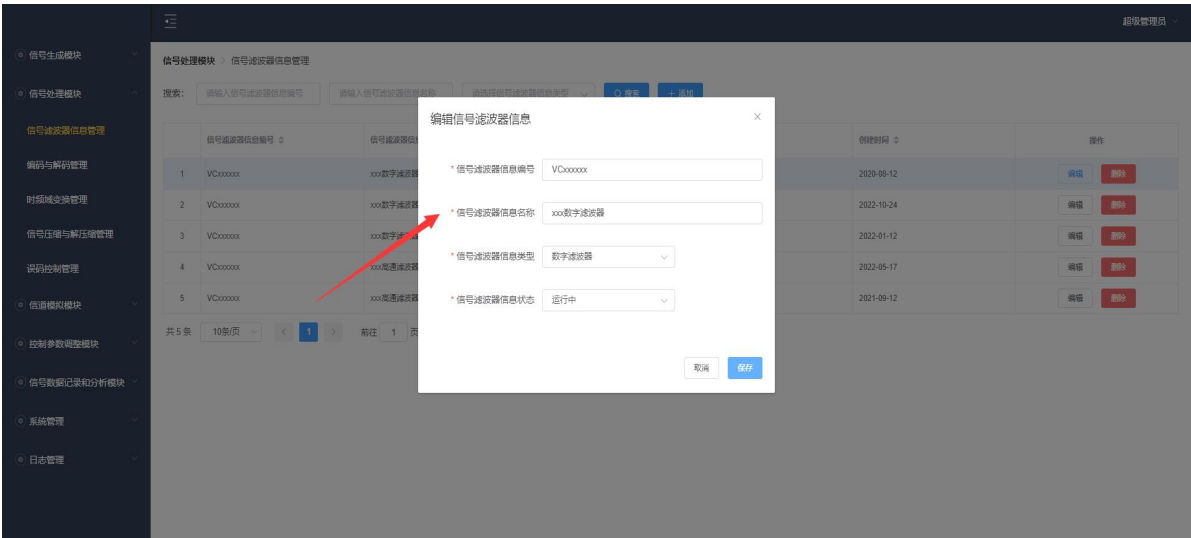 超级管理员
信号生成模块
信号处理模块
信号滤波器信息管理
编码与解码管理
时频域变换管理
信号压缩与解压缩管理
误码控制管理
信道模拟模块
控制参数调整模块
信号数据记录和分析模块
系统管理
日志管理
信号处理模块 > 信号滤波器信息管理
搜索: 请输入信号滤波器信息编号 请输入信号滤波器信息名称 请选择信号滤波器信息类型 搜索 + 添加
信号滤波器信息编号 信号滤波器信息 创建时间 操作
1 VCxxxxxx xxx数字滤波器 2020-08-12 编辑 删除
2 VCxxxxxx xxx数字滤波器 2022-10-24 编辑 删除
3 VCxxxxxx xxx数字滤波器 2022-01-12 编辑 删除
4 VCxxxxxx xxx高通滤波器 2022-05-17 编辑 删除
5 VCxxxxxx xxx高通滤波器 2021-09-12 编辑 删除
共 5 条 10条/页 < 1 > 前往 1 页
编辑信号滤波器信息 ×
* 信号滤波器信息编号 VCxxxxxx
* 信号滤波器信息名称 xxx数字滤波器
* 信号滤波器信息类型 数字滤波器
* 信号滤波器信息状态 运行中
取消 保存